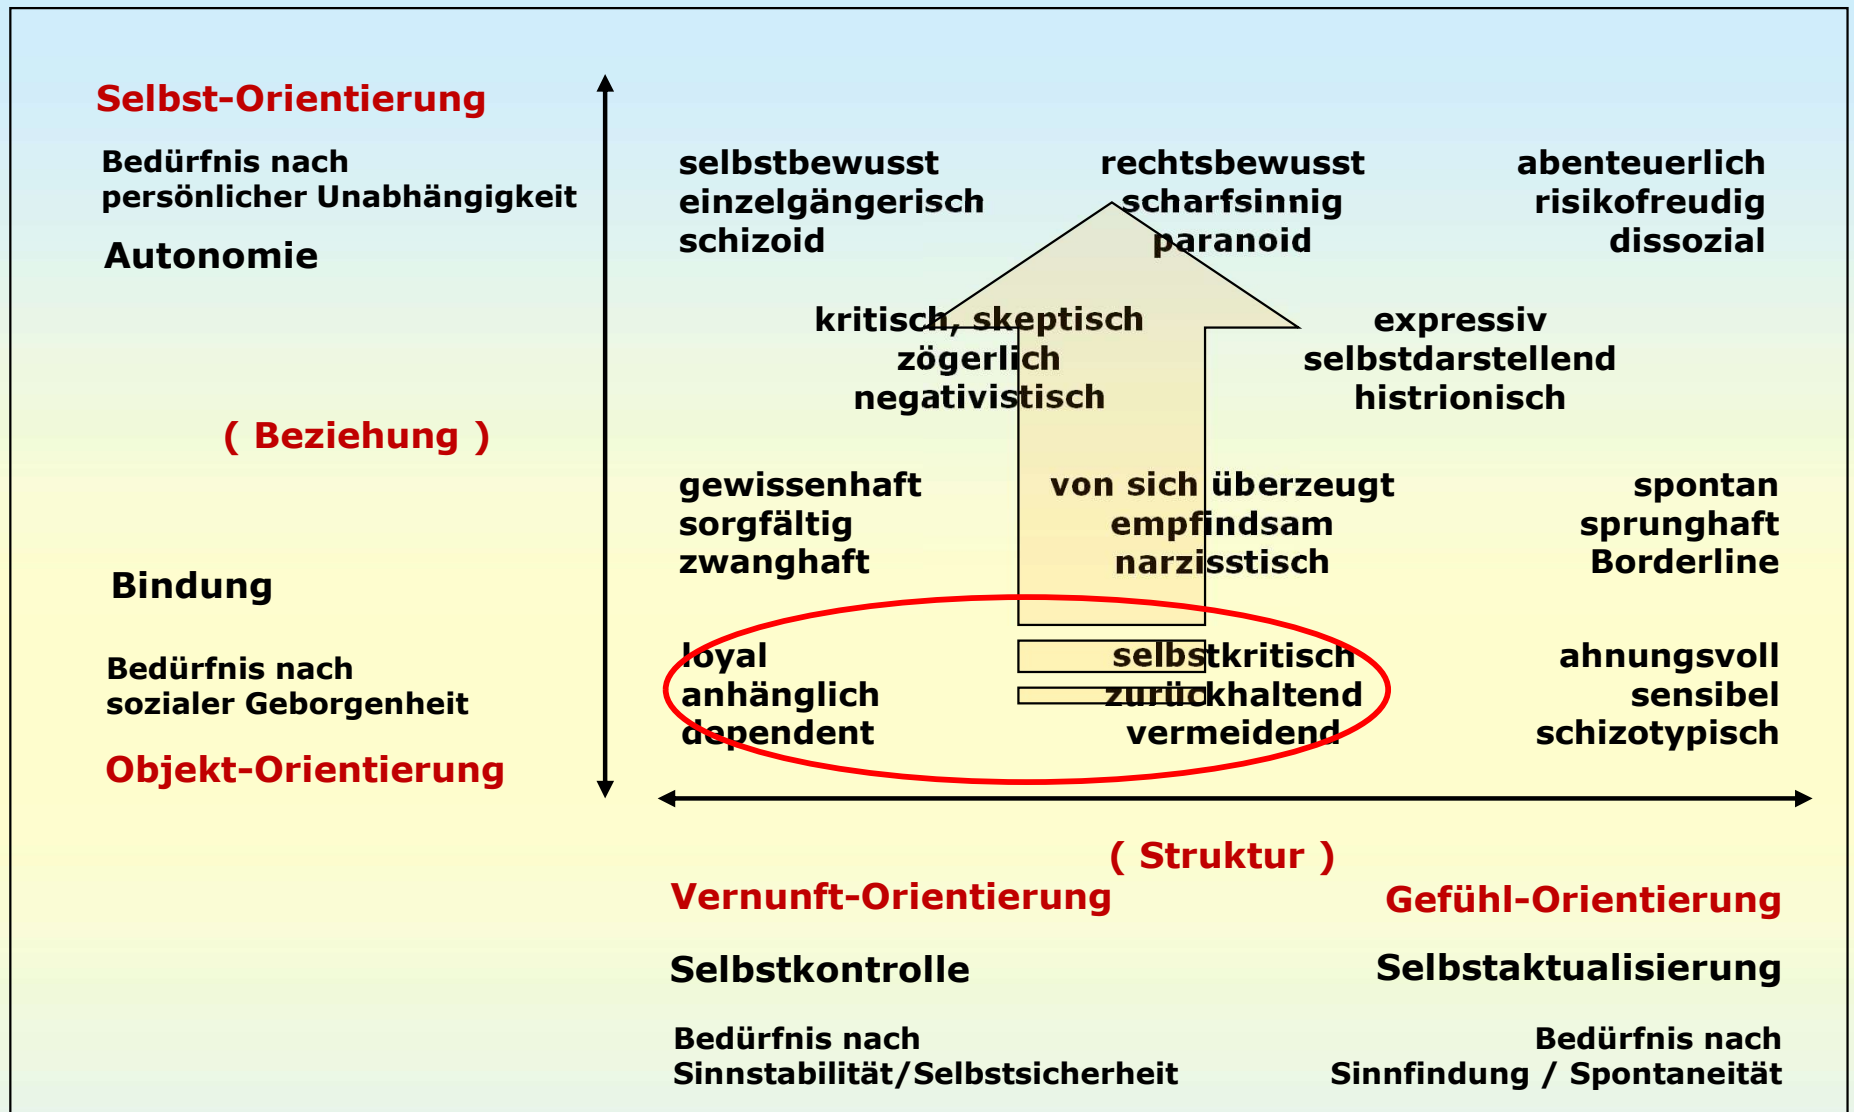 Selbst-Orientierung
Bedürfnis nach
persönlicher Unabhängigkeit
Autonomie
( Beziehung )
Bindung
Bedürfnis nach
sozialer Geborgenheit
Objekt-Orientierung
selbstbewusst
einzelgängerisch
schizoid
rechtsbewusst
scharfsinnig
paranoid
abenteuerlich
risikofreudig
dissozial
kritisch, skeptisch
zögerlich
negativistisch
expressiv
selbstdarstellend
histrionisch
gewissenhaft
sorgfältig
zwanghaft
von sich überzeugt
empfindsam
narzisstisch
spontan
sprunghaft
Borderline
loyal
anhänglich
dependent
selbstkritisch
zurückhaltend
vermeidend
ahnungsvoll
sensibel
schizotypisch
( Struktur )
Vernunft-Orientierung
Selbstkontrolle
Bedürfnis nach
Sinnstabilität/Selbstsicherheit
Gefühl-Orientierung
Selbstaktualisierung
Bedürfnis nach
Sinnfindung / Spontaneität